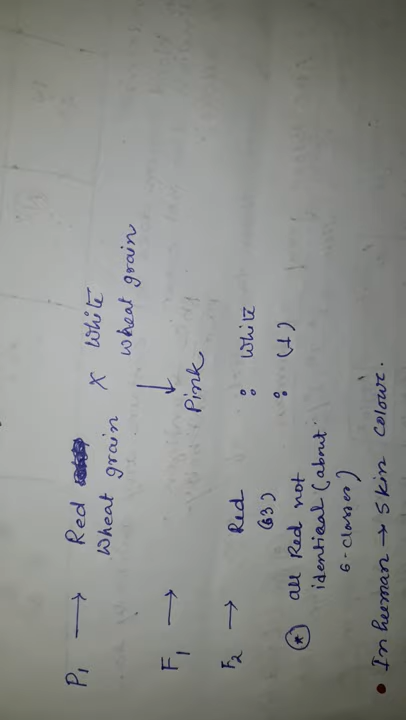 P₁ → Red Wheat grain X White wheat grain
↓
F₁ → Pink
F₂ → Red : White
(63) : (1)
* all Red not
identical (about
6-classes)
• In human → skin colour.